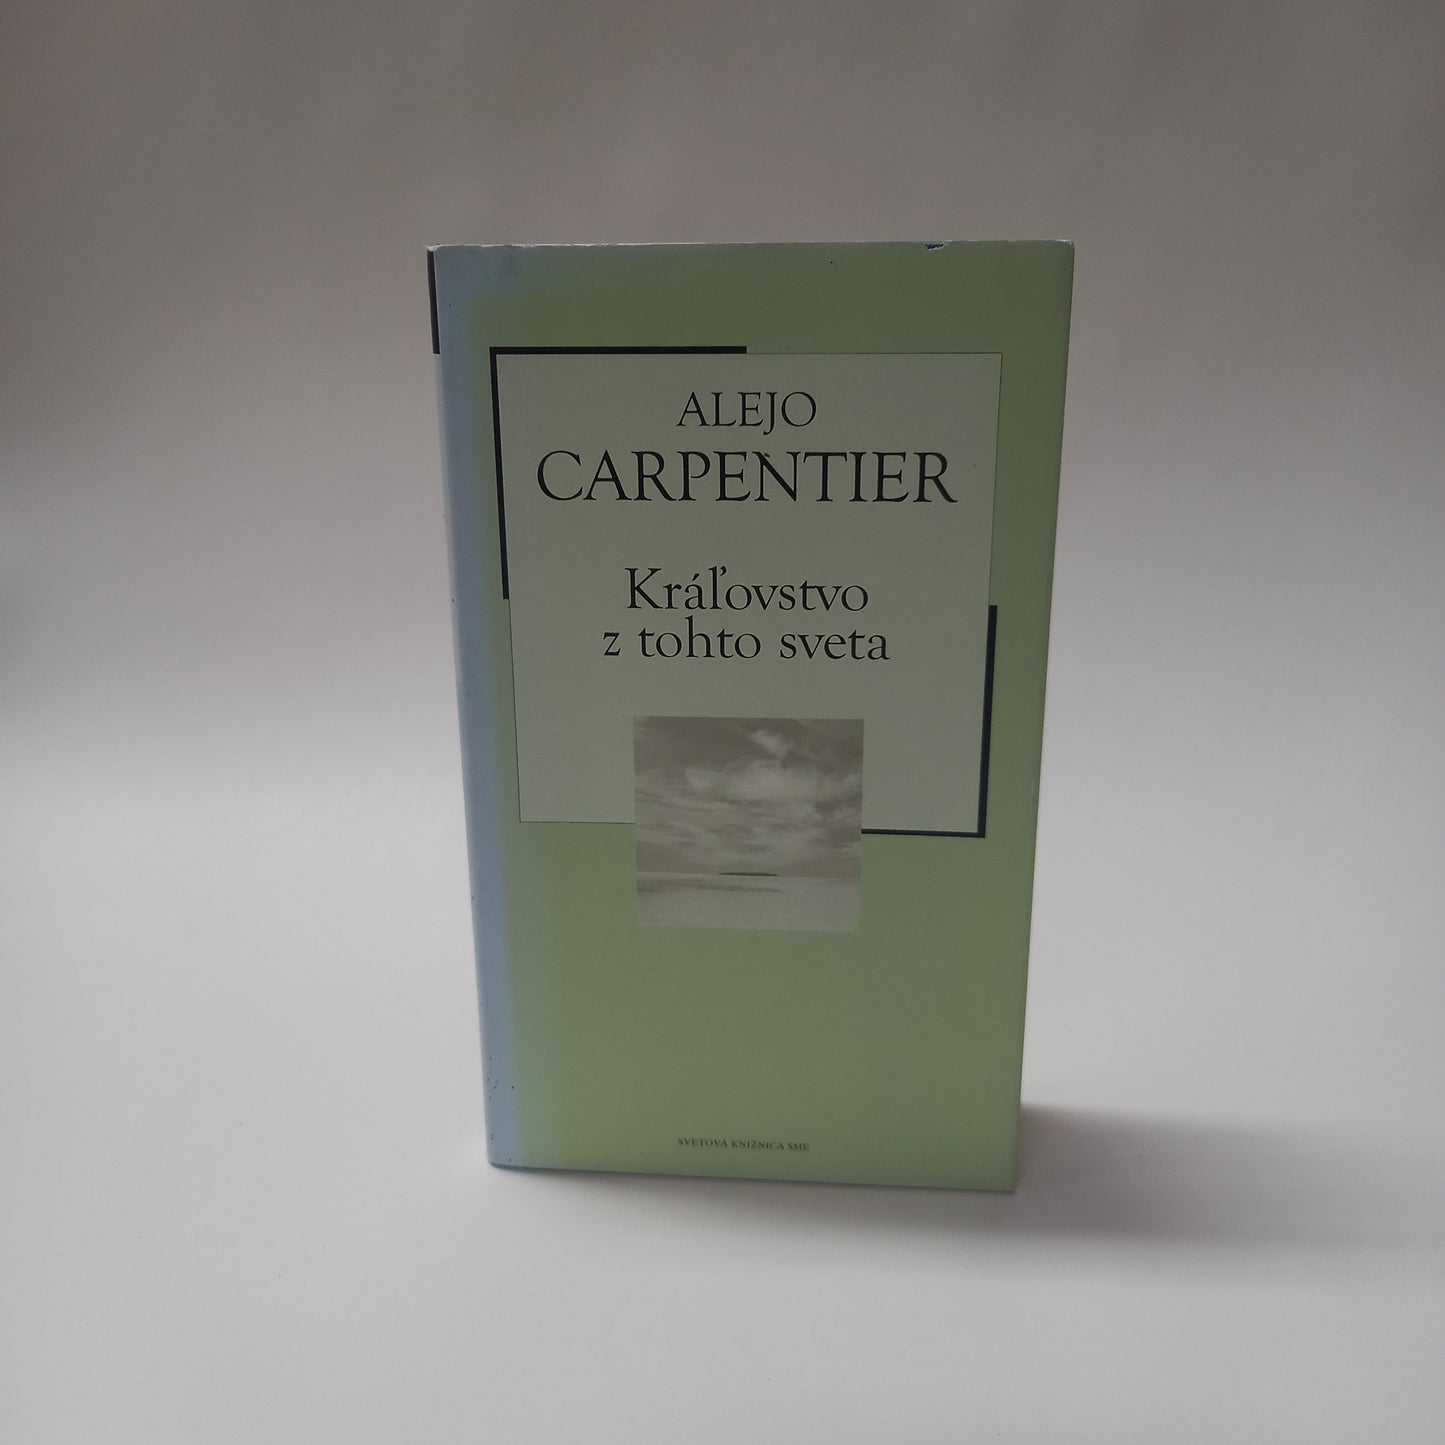 ALEJO
CARPENTIER
Kráľovstvo
z tohto sveta
SVETOVÁ KNIŽNICA SME